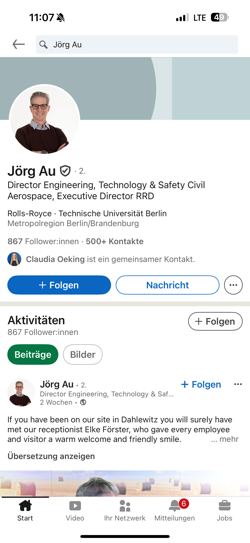 11:07
LTE 49
Jörg Au
Jörg Au · 2.
Director Engineering, Technology & Safety Civil
Aerospace, Executive Director RRD
Rolls-Royce · Technische Universität Berlin
Metropolregion Berlin/Brandenburg
867 Follower:innen · 500+ Kontakte
Claudia Oeking ist ein gemeinsamer Kontakt.
+ Folgen
Nachricht
Aktivitäten
867 Follower:innen
+ Folgen
Beiträge
Bilder
Jörg Au · 2.
+ Folgen
Director Engineering, Technology & Saf...
2 Wochen ·
If you have been on our site in Dahlewitz you will surely have
met our receptionist Elke Förster, who gave every employee
and visitor a warm welcome and friendly smile. ... mehr
Übersetzung anzeigen
6
Start
Video
Ihr Netzwerk
Mitteilungen
Jobs